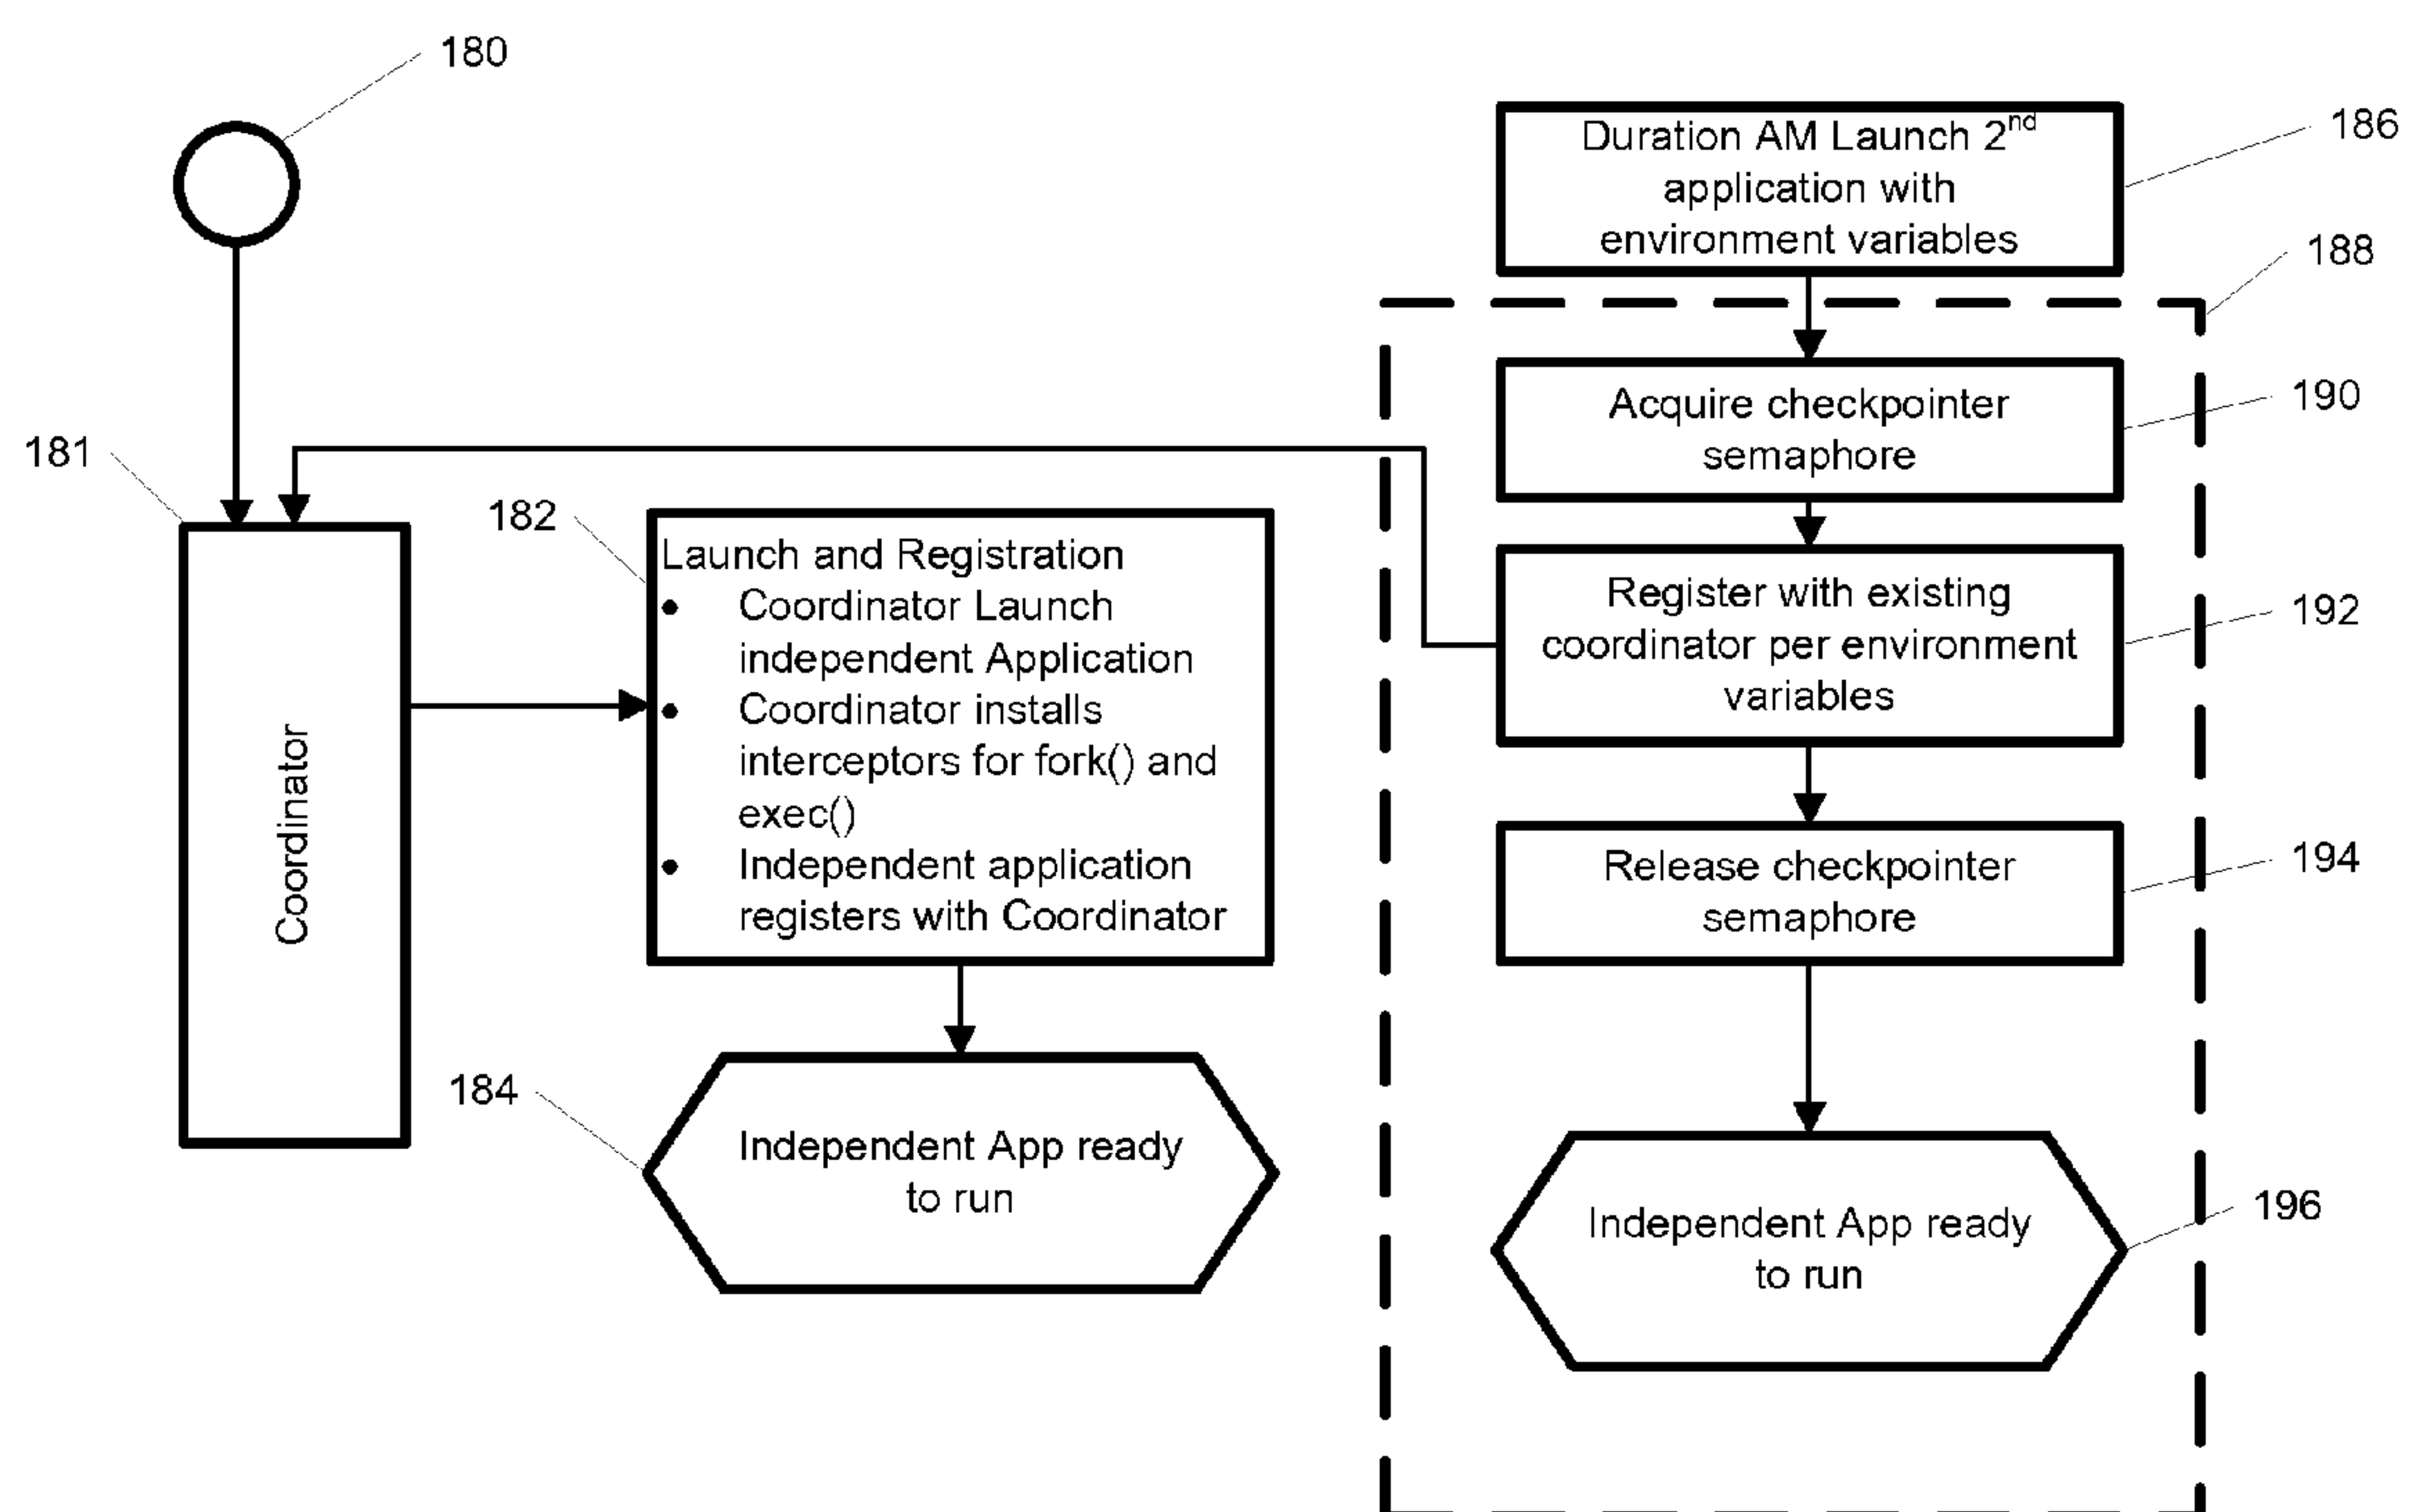 180
181
Coordinator
182
Launch and Registration
• Coordinator Launch
independent Application
• Coordinator installs
interceptors for fork() and
exec()
• Independent application
registers with Coordinator
184
Independent App ready
to run
Duration AM Launch 2nd
application with
environment variables
186
188
Acquire checkpointer
semaphore
190
Register with existing
coordinator per environment
variables
192
Release checkpointer
semaphore
194
Independent App ready
to run
196